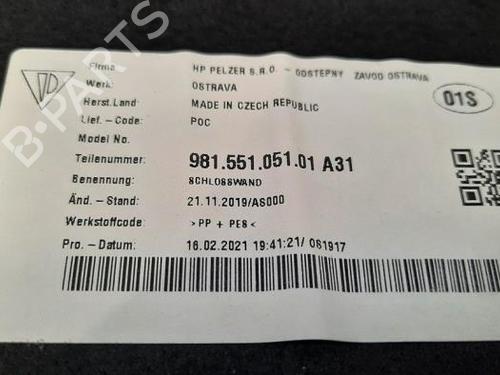 Firma HP PELZER S.R.O. - ODSTEPNY ZAVOD OSTRAVA
Werk: OSTRAVA
Herst.Land MADE IN CZECH REPUBLIC
Lief. - Code: POC
Model No.
Teilenummer: 981.551.051.01 A31
Benennung: SCHLOSSWAND
Änd. - Stand: 21.11.2019/AS000
Werkstoffcode: >PP + PES<
Pro. - Datum: 16.02.2021 19:41:21/ 061917
01S
B-PARTS